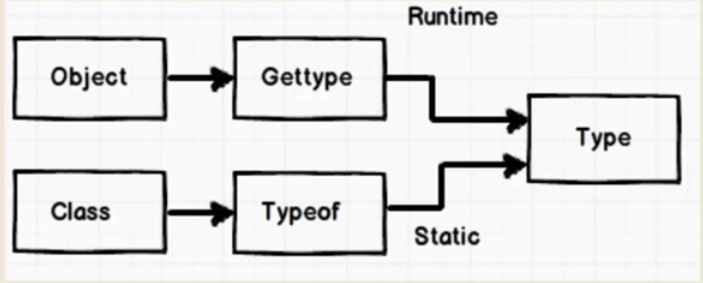 Runtime
Object
Gettype
Type
Class
Typeof
Static